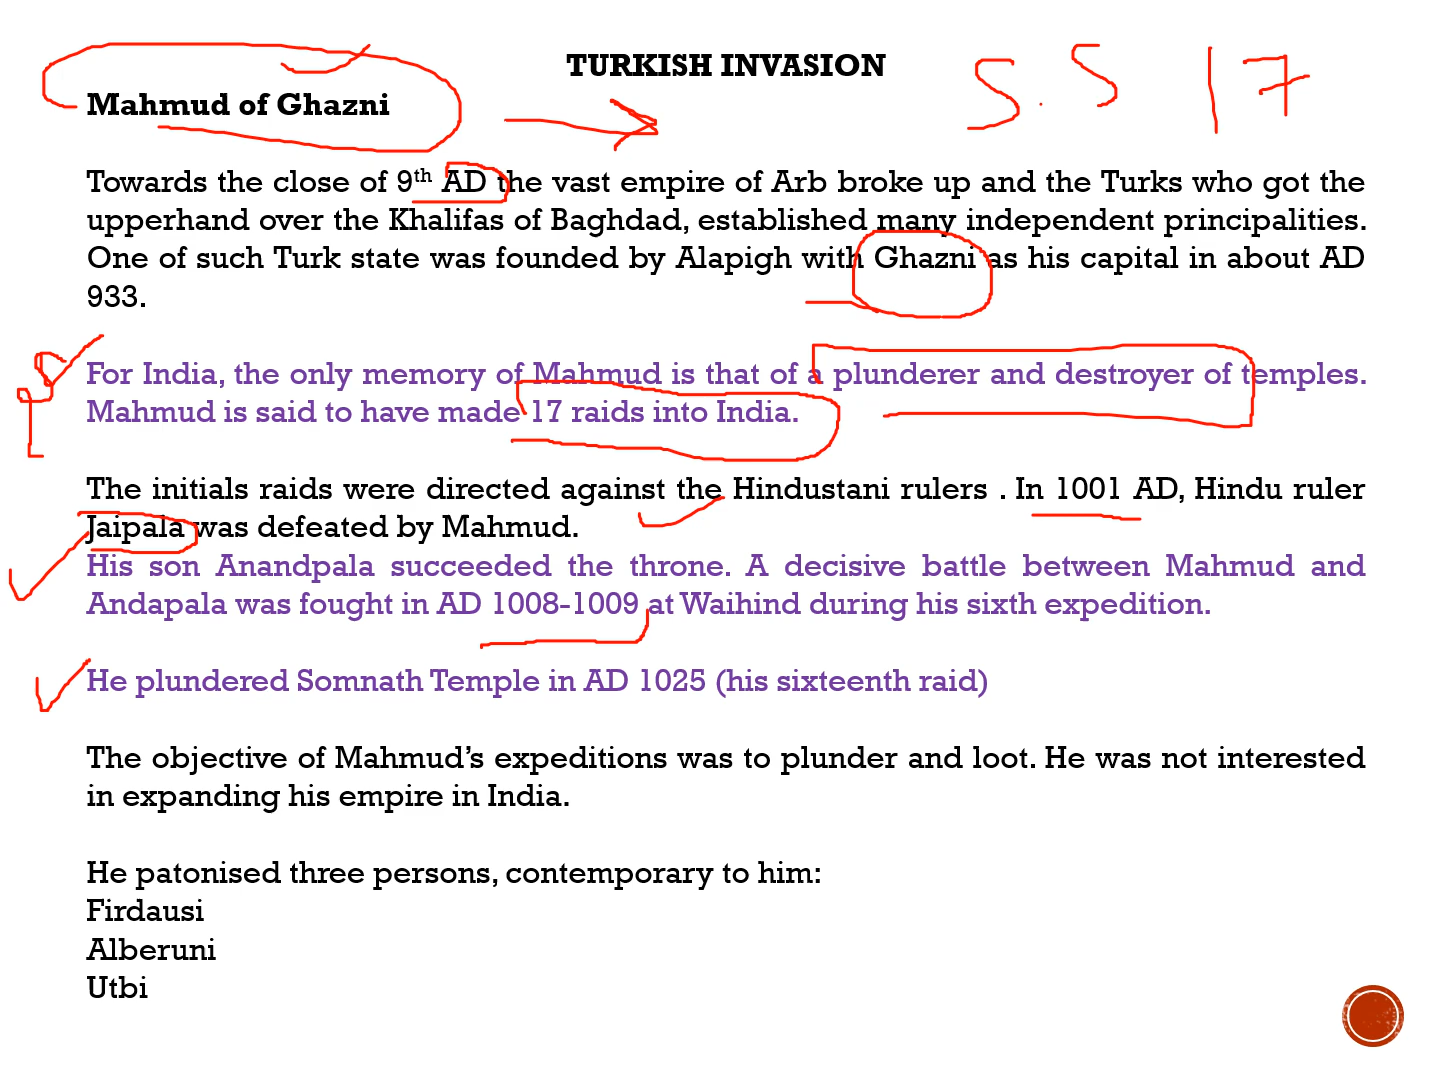 TURKISH INVASION
S.S 17
Mahmud of Ghazni
Towards the close of 9th AD the vast empire of Arb broke up and the Turks who got the
upperhand over the Khalifas of Baghdad, established many independent principalities.
One of such Turk state was founded by Alapigh with Ghazni as his capital in about AD
933.
For India, the only memory of Mahmud is that of a plunderer and destroyer of temples.
Mahmud is said to have made 17 raids into India.
The initials raids were directed against the Hindustani rulers . In 1001 AD, Hindu ruler
Jaipala was defeated by Mahmud.
His son Anandpala succeeded the throne. A decisive battle between Mahmud and
Andapala was fought in AD 1008-1009 at Waihind during his sixth expedition.
He plundered Somnath Temple in AD 1025 (his sixteenth raid)
The objective of Mahmud’s expeditions was to plunder and loot. He was not interested
in expanding his empire in India.
He patonised three persons, contemporary to him:
Firdausi
Alberuni
Utbi